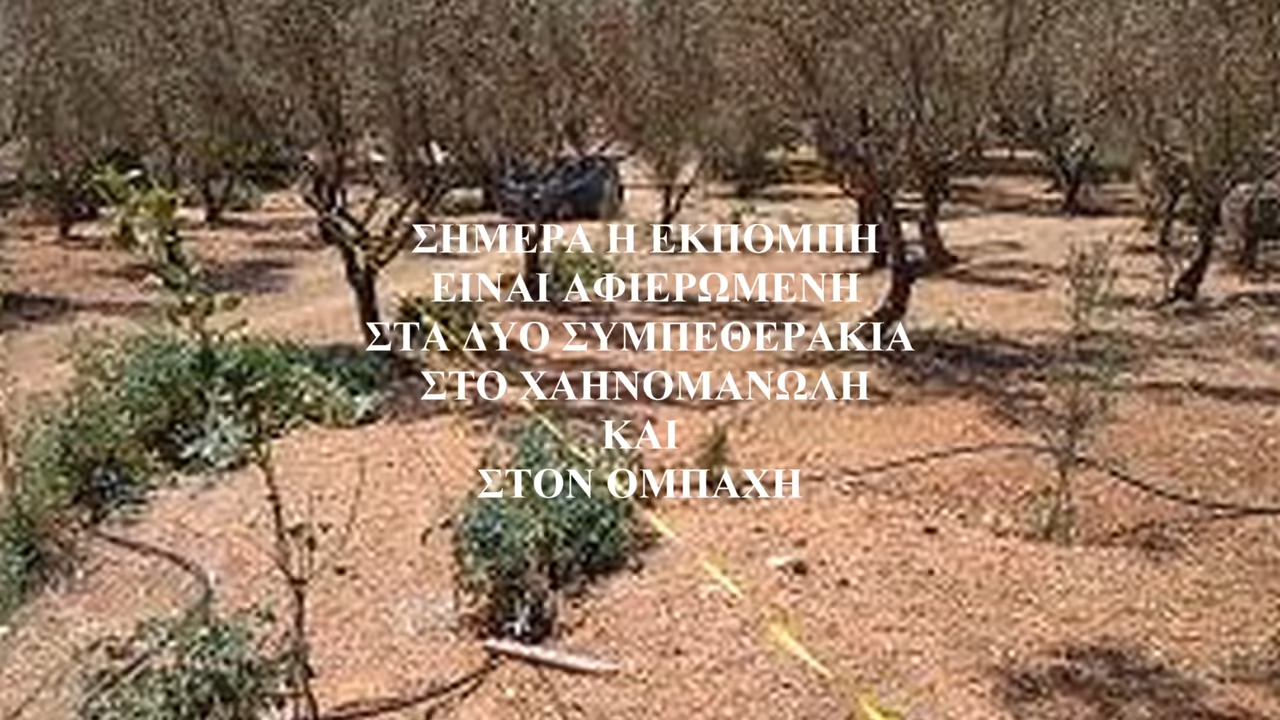 ΣΗΜΕΡΑ Η ΕΚΠΟΜΠΗ
ΕΙΝΑΙ ΑΦΙΕΡΩΜΕΝΗ
ΣΤΑ ΔΥΟ ΣΥΜΠΕΘΕΡΑΚΙΑ
ΣΤΟ ΧΑΗΝΟΜΑΝΩΛΗ
ΚΑΙ
ΣΤΟΝ ΟΜΠΑΧΗ